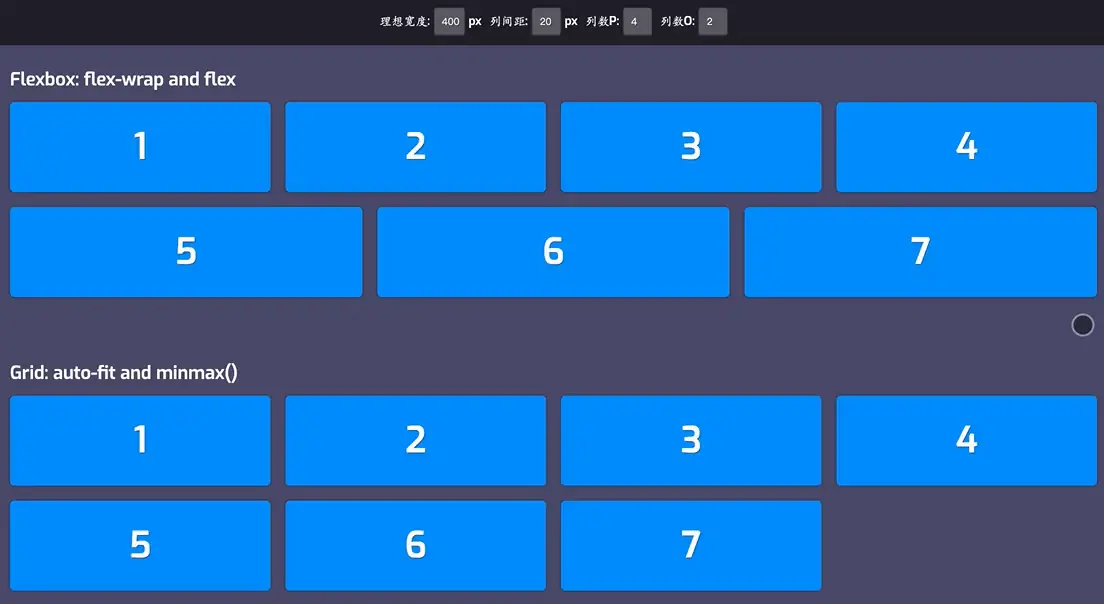 理想宽度: 400 px 列间距: 20 px 列数P: 4 列数O: 2
Flexbox: flex-wrap and flex
1 2 3 4
5 6 7
Grid: auto-fit and minmax()
1 2 3 4
5 6 7